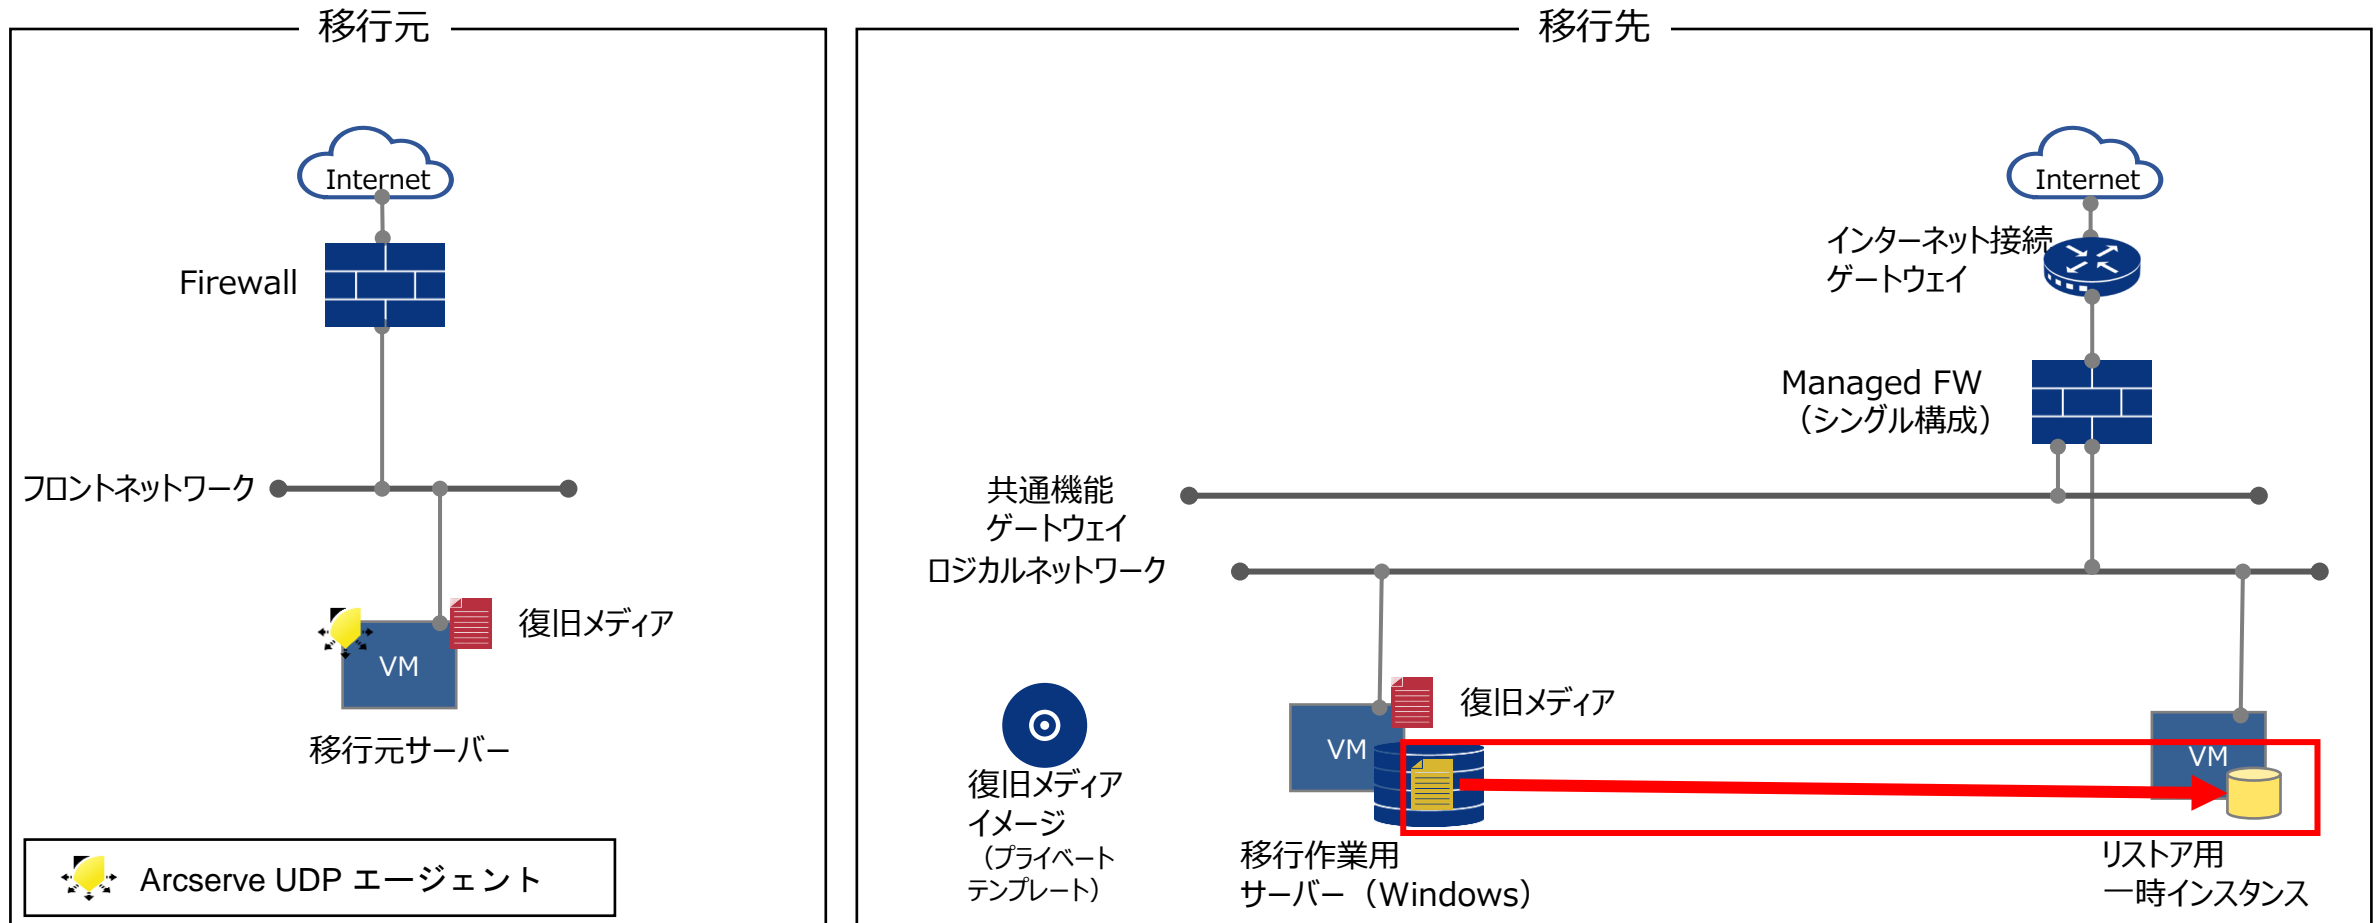 移行元
移行先
Internet
Firewall
フロントネットワーク
復旧メディア
VM
移行元サーバー
Arcserve UDP エージェント
Internet
インターネット接続
ゲートウェイ
Managed FW
（シングル構成）
共通機能
ゲートウェイ
ロジカルネットワーク
復旧メディア
イメージ
（プライベート
テンプレート）
復旧メディア
VM
移行作業用
サーバー（Windows）
VM
リストア用
一時インスタンス